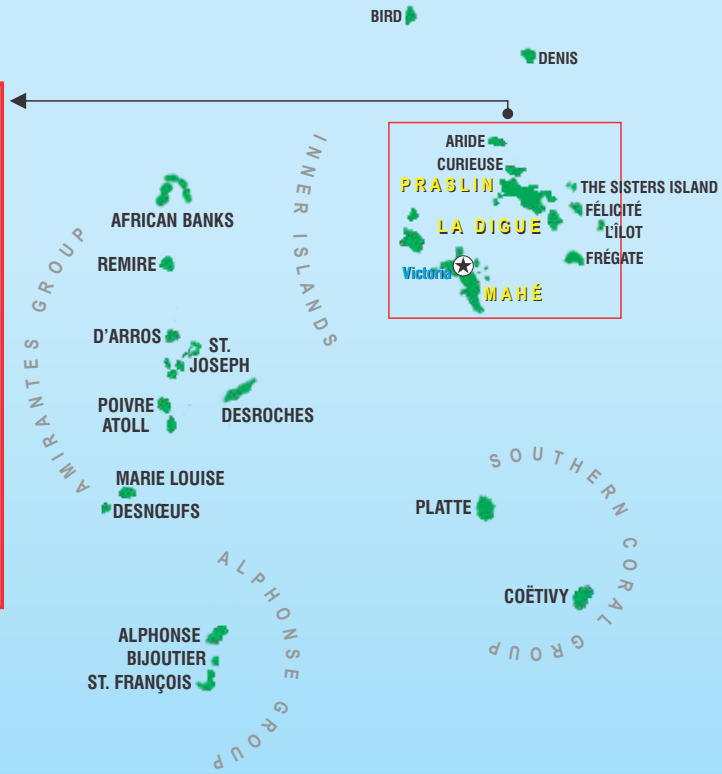 BIRD
DENIS
ARIDE
CURIEUSE
PRASLIN
THE SISTERS ISLAND
FÉLICITÉ
LA DIGUE
L'ÎLOT
FRÉGATE
Victoria
MAHÉ
INNER ISLANDS
AFRICAN BANKS
REMIRE
AMIRANTES GROUP
D'ARROS
ST.
JOSEPH
POIVRE
ATOLL
DESROCHES
MARIE LOUISE
DESNŒUFS
SOUTHERN CORAL GROUP
PLATTE
COËTIVY
ALPHONSE GROUP
ALPHONSE
BIJOUTIER
ST. FRANÇOIS